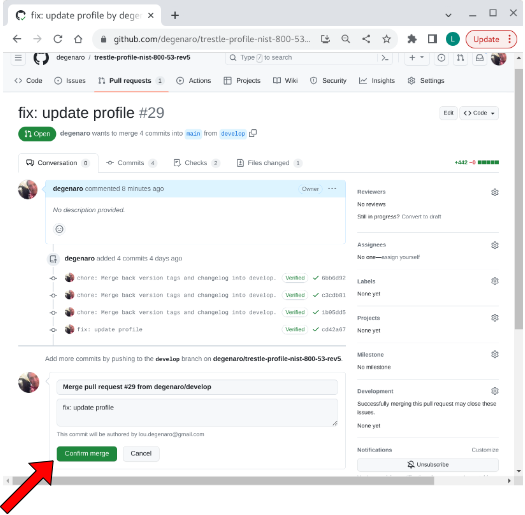 fix: update profile by dege
github.com/degenaro/trestle-profile-nist-800-53...
L
Update
degenaro / trestle-profile-nist-800-53-rev5
Type / to search
Code
Issues
Pull requests 1
Actions
Projects
Wiki
Security
Insights
Settings
fix: update profile #29
Edit
Code
Open
degenaro wants to merge 4 commits into main from develop
Conversation 0
Commits 4
Checks 2
Files changed 3
+442 −0
degenaro commented 8 minutes ago
Owner
No description provided.
degenaro added 4 commits 4 days ago
chore: Merge back version tags and changelog into develop. Verified
chore: Merge back version tags and changelog into develop. Verified
chore: Merge back version tags and changelog into develop. Verified
fix: update profile Verified
Add more commits by pushing to the develop branch on degenaro/trestle-profile-nist-800-53-rev5.
Merge pull request #29 from degenaro/develop
fix: update profile
This commit will be authored by lou.degenaro@gmail.com
Confirm merge
Cancel
Reviewers
No reviews
Still in progress? Convert to draft
Assignees
No one—assign yourself
Labels
None yet
Projects
None yet
Milestone
No milestone
Development
Successfully merging this pull request may close these
issues.
None yet
Notifications
Customize
Unsubscribe